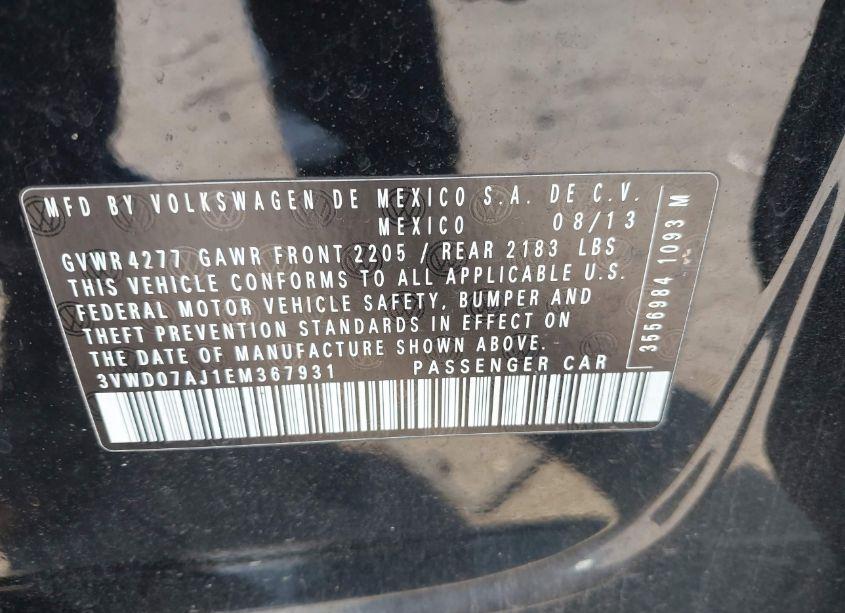 MFD BY VOLKSWAGEN DE MEXICO S.A. DE C.V.
MEXICO 08/13
GVWR 4277 GAWR FRONT 2205 / REAR 2183 LBS
THIS VEHICLE CONFORMS TO ALL APPLICABLE U.S.
FEDERAL MOTOR VEHICLE SAFETY, BUMPER AND
THEFT PREVENTION STANDARDS IN EFFECT ON
THE DATE OF MANUFACTURE SHOWN ABOVE.
3VWD07AJ1EM367931 PASSENGER CAR
3556984 1093 M